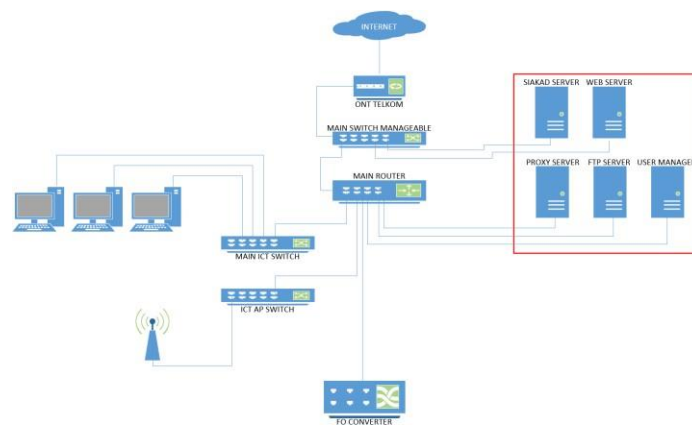 INTERNET
ONT TELKOM
SIAKAD SERVER
WEB SERVER
MAIN SWITCH MANAGEABLE
MAIN ROUTER
PROXY SERVER
FTP SERVER
USER MANAGER
MAIN ICT SWITCH
ICT AP SWITCH
FO CONVERTER